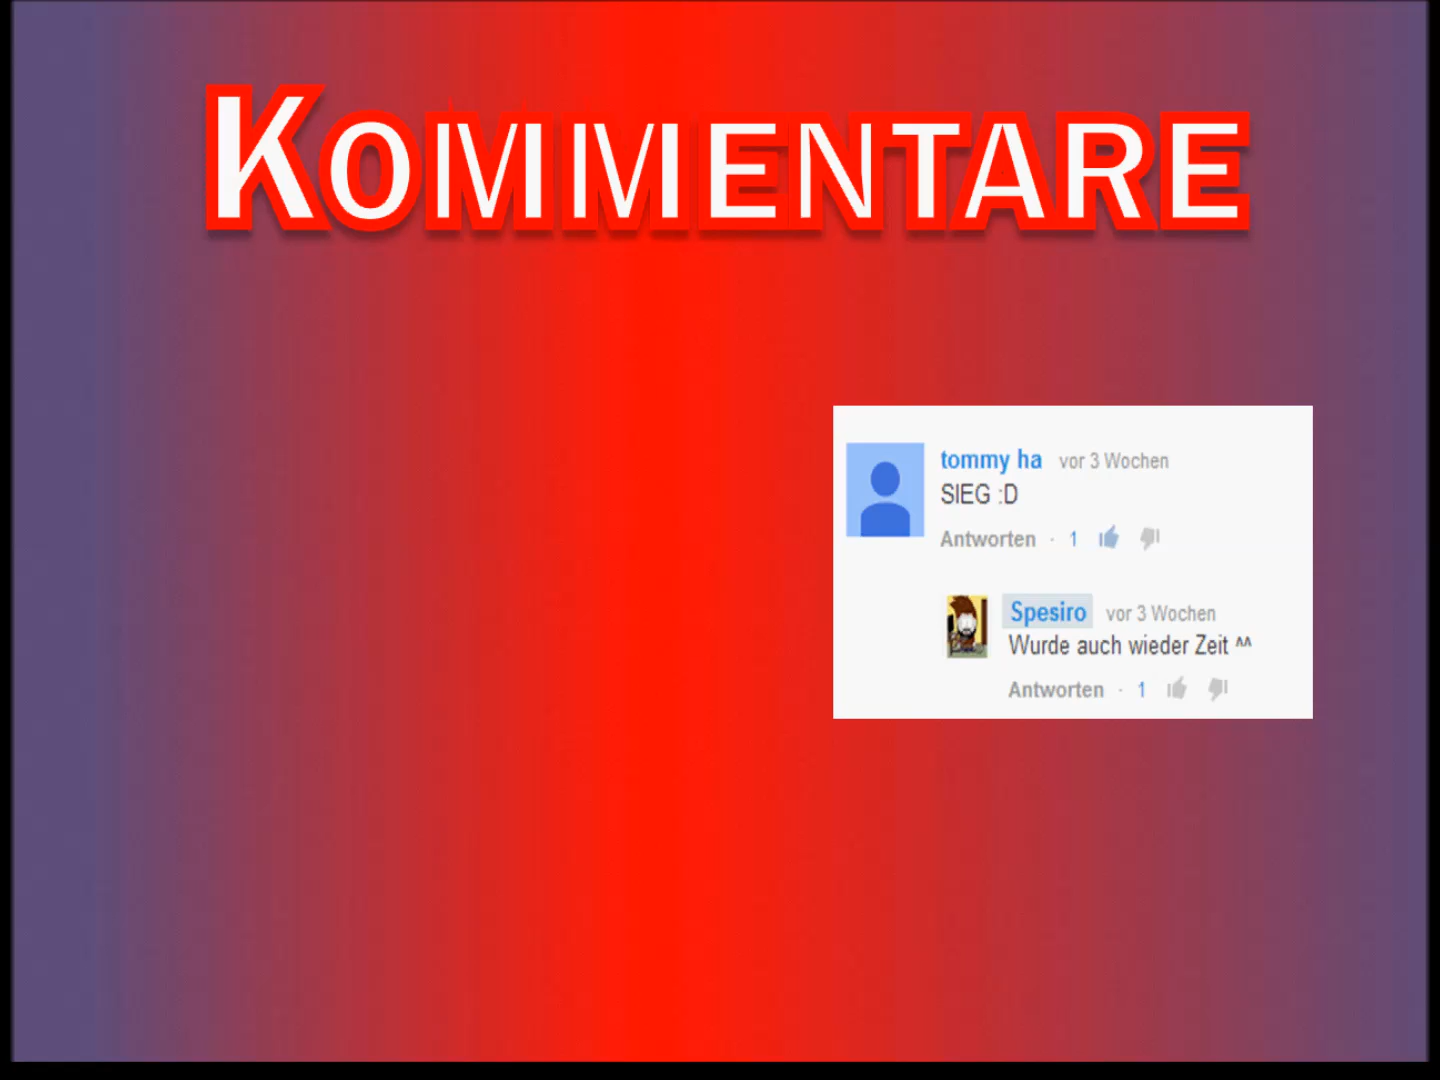 KOMMENTARE
tommy ha vor 3 Wochen
SIEG :D
Antworten · 1
Spesiro vor 3 Wochen
Wurde auch wieder Zeit ^^
Antworten · 1